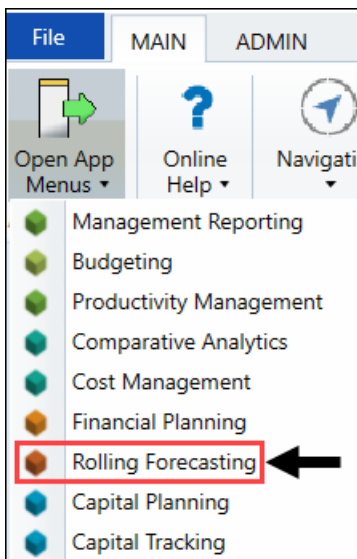 File
MAIN
ADMIN
Open App
Menus
Online
Help
Navigati
Management Reporting
Budgeting
Productivity Management
Comparative Analytics
Cost Management
Financial Planning
Rolling Forecasting
Capital Planning
Capital Tracking